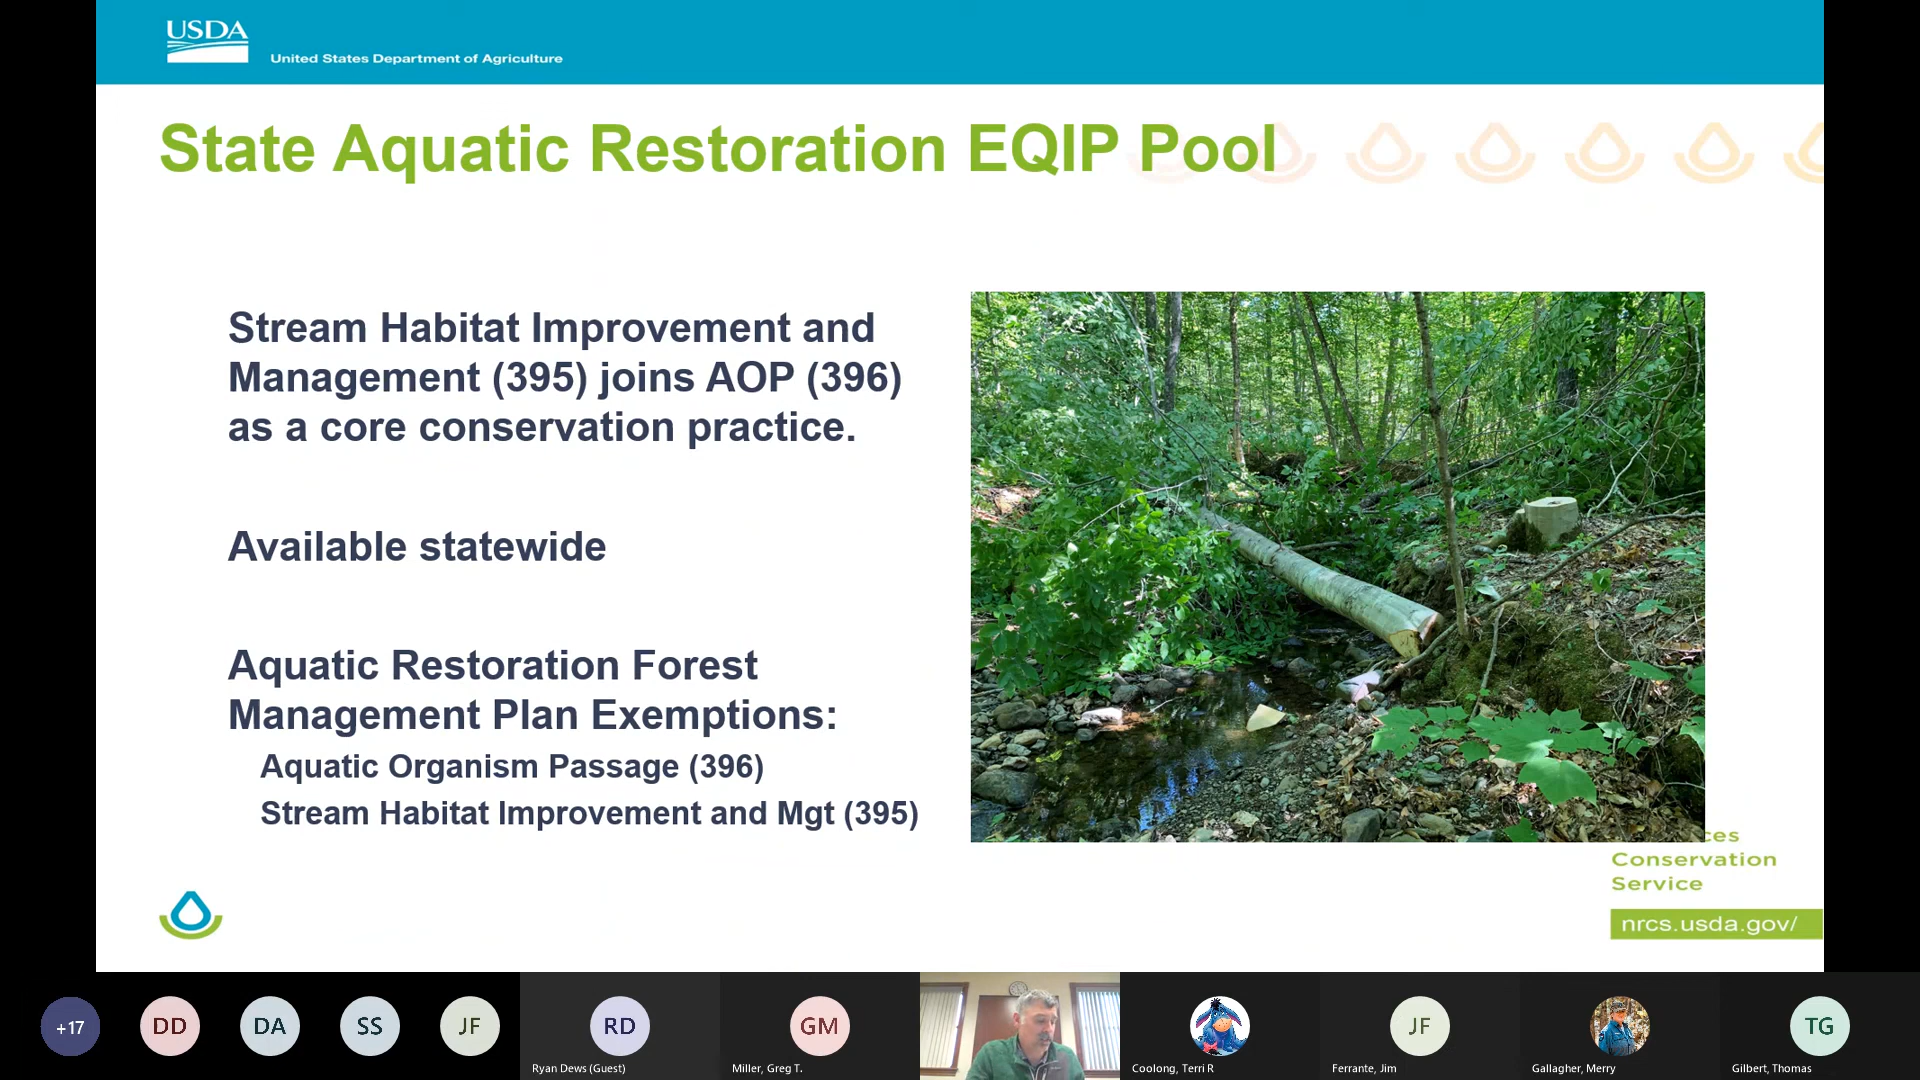 USDA
United States Department of Agriculture
State Aquatic Restoration EQIP Pool
Stream Habitat Improvement and
Management (395) joins AOP (396)
as a core conservation practice.
Available statewide
Aquatic Restoration Forest
Management Plan Exemptions:
Aquatic Organism Passage (396)
Stream Habitat Improvement and Mgt (395)
ces
Conservation
Service
nrcs.usda.gov/
+17
DD
DA
SS
JF
RD
Ryan Dews (Guest)
GM
Miller, Greg T.
Coolong, Terri R
JF
Ferrante, Jim
Gallagher, Merry
TG
Gilbert, Thomas